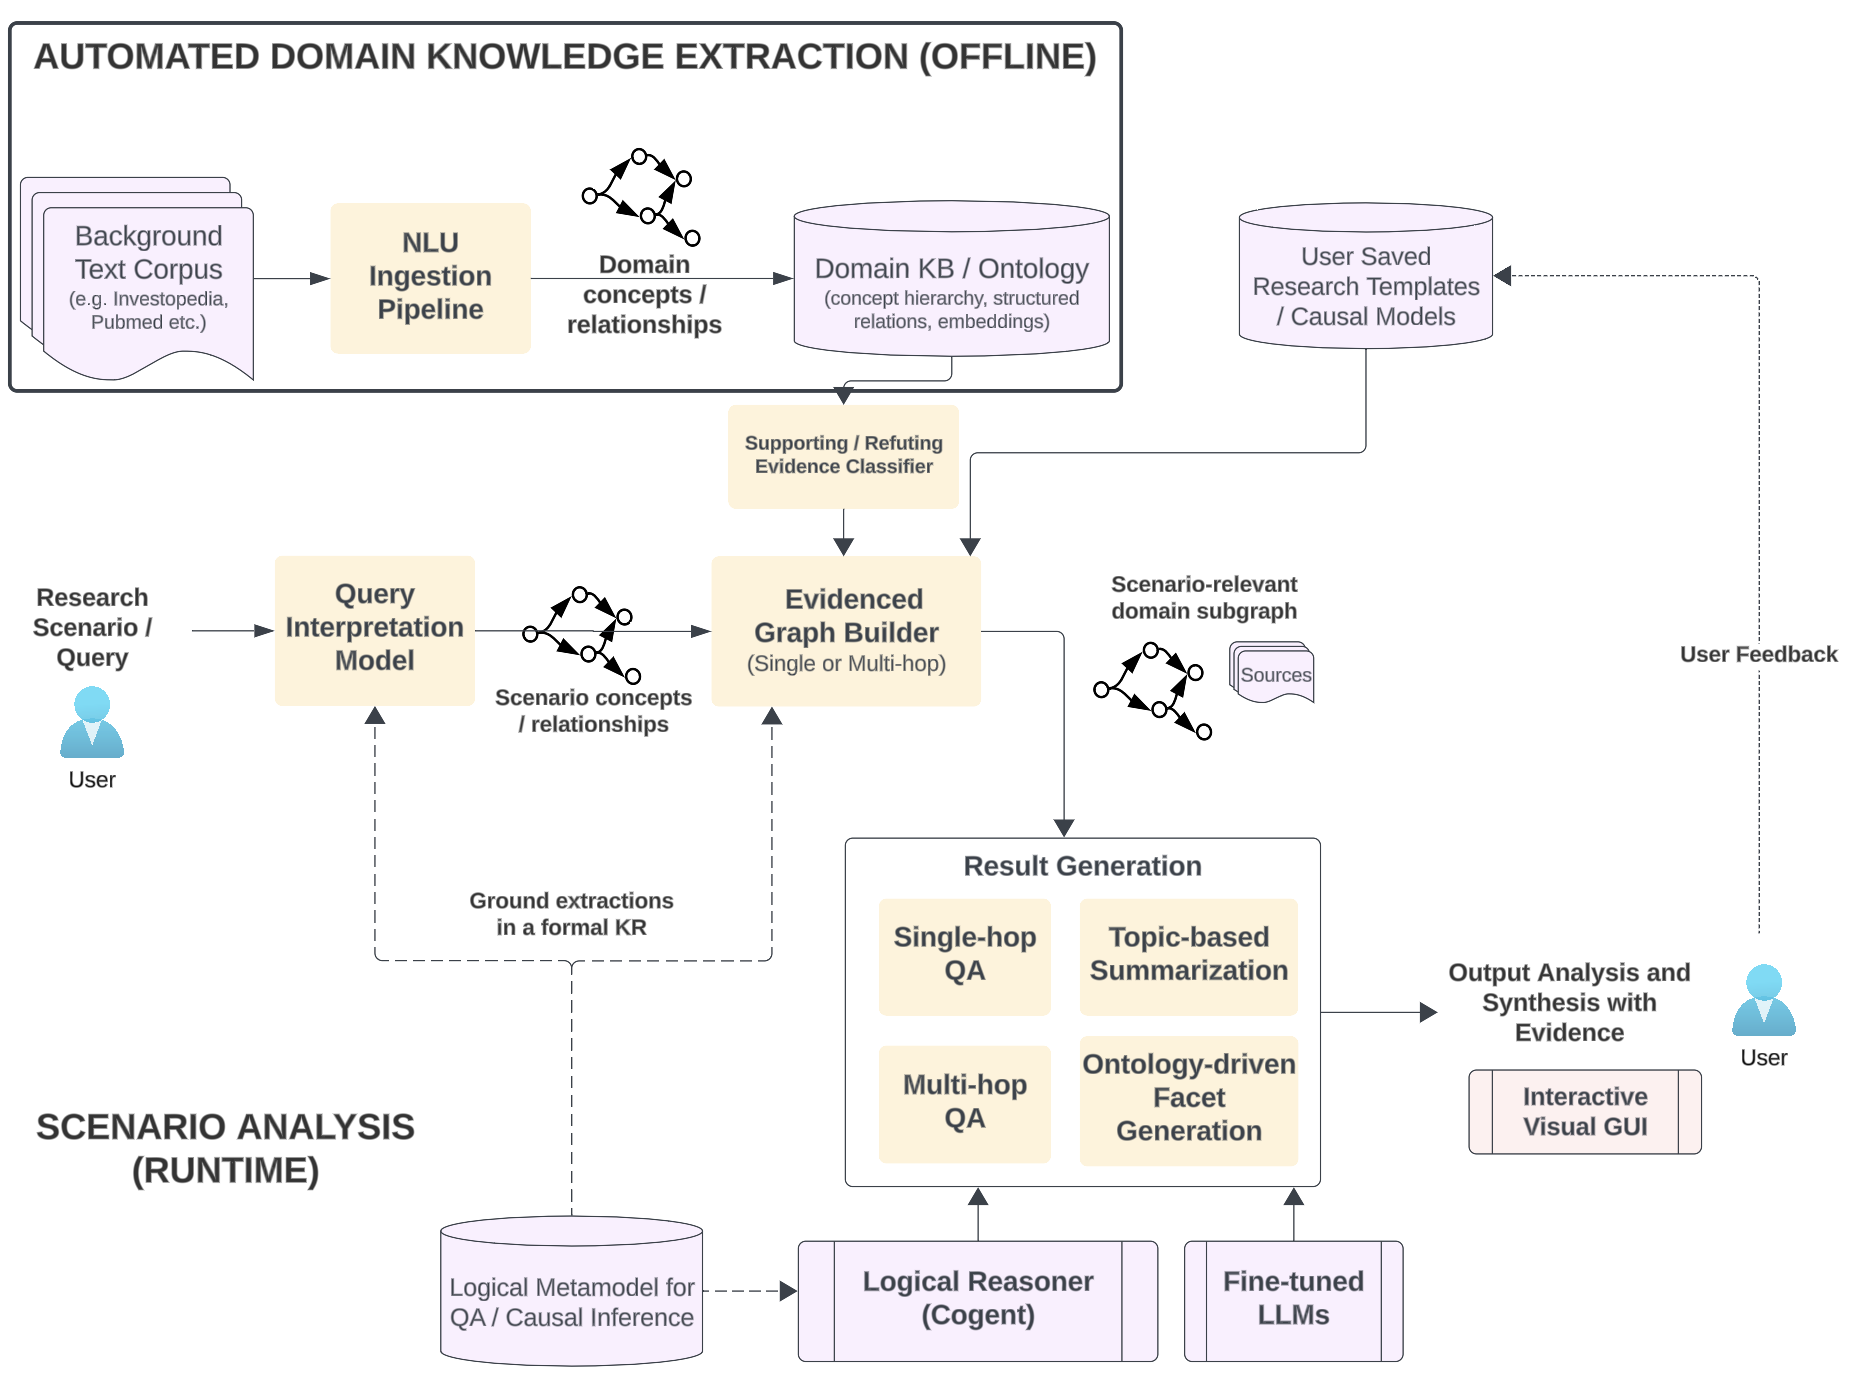 AUTOMATED DOMAIN KNOWLEDGE EXTRACTION (OFFLINE)
Background
Text Corpus
(e.g. Investopedia,
Pubmed etc.)
NLU
Ingestion
Pipeline
Domain
concepts /
relationships
Domain KB / Ontology
(concept hierarchy, structured
relations, embeddings)
User Saved
Research Templates
/ Causal Models
Supporting / Refuting
Evidence Classifier
Research
Scenario /
Query
User
Query
Interpretation
Model
Scenario concepts
/ relationships
Evidenced
Graph Builder
(Single or Multi-hop)
Scenario-relevant
domain subgraph
Sources
User Feedback
Ground extractions
in a formal KR
Result Generation
Single-hop
QA
Topic-based
Summarization
Multi-hop
QA
Ontology-driven
Facet
Generation
Output Analysis and
Synthesis with
Evidence
User
Interactive
Visual GUI
SCENARIO ANALYSIS
(RUNTIME)
Logical Metamodel for
QA / Causal Inference
Logical Reasoner
(Cogent)
Fine-tuned
LLMs